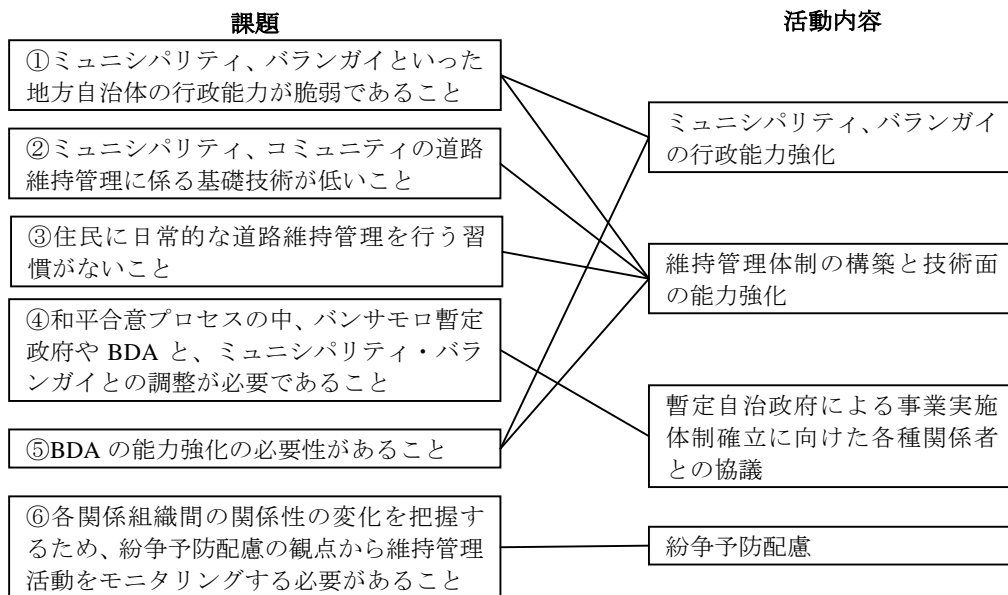 課題
①ミュニシパリティ、バランガイといった
地方自治体の行政能力が脆弱であること
②ミュニシパリティ、コミュニティの道路
維持管理に係る基礎技術が低いこと
③住民に日常的な道路維持管理を行う習
慣がないこと
④和平合意プロセスの中、バンサモロ暫定
政府や BDA と、ミュニシパリティ・バラ
ンガイとの調整が必要であること
⑤BDA の能力強化の必要性があること
⑥各関係組織間の関係性の変化を把握す
るため、紛争予防配慮の観点から維持管理
活動をモニタリングする必要があること
活動内容
ミュニシパリティ、バランガイ
の行政能力強化
維持管理体制の構築と技術面
の能力強化
暫定自治政府による事業実施
体制確立に向けた各種関係者
との協議
紛争予防配慮